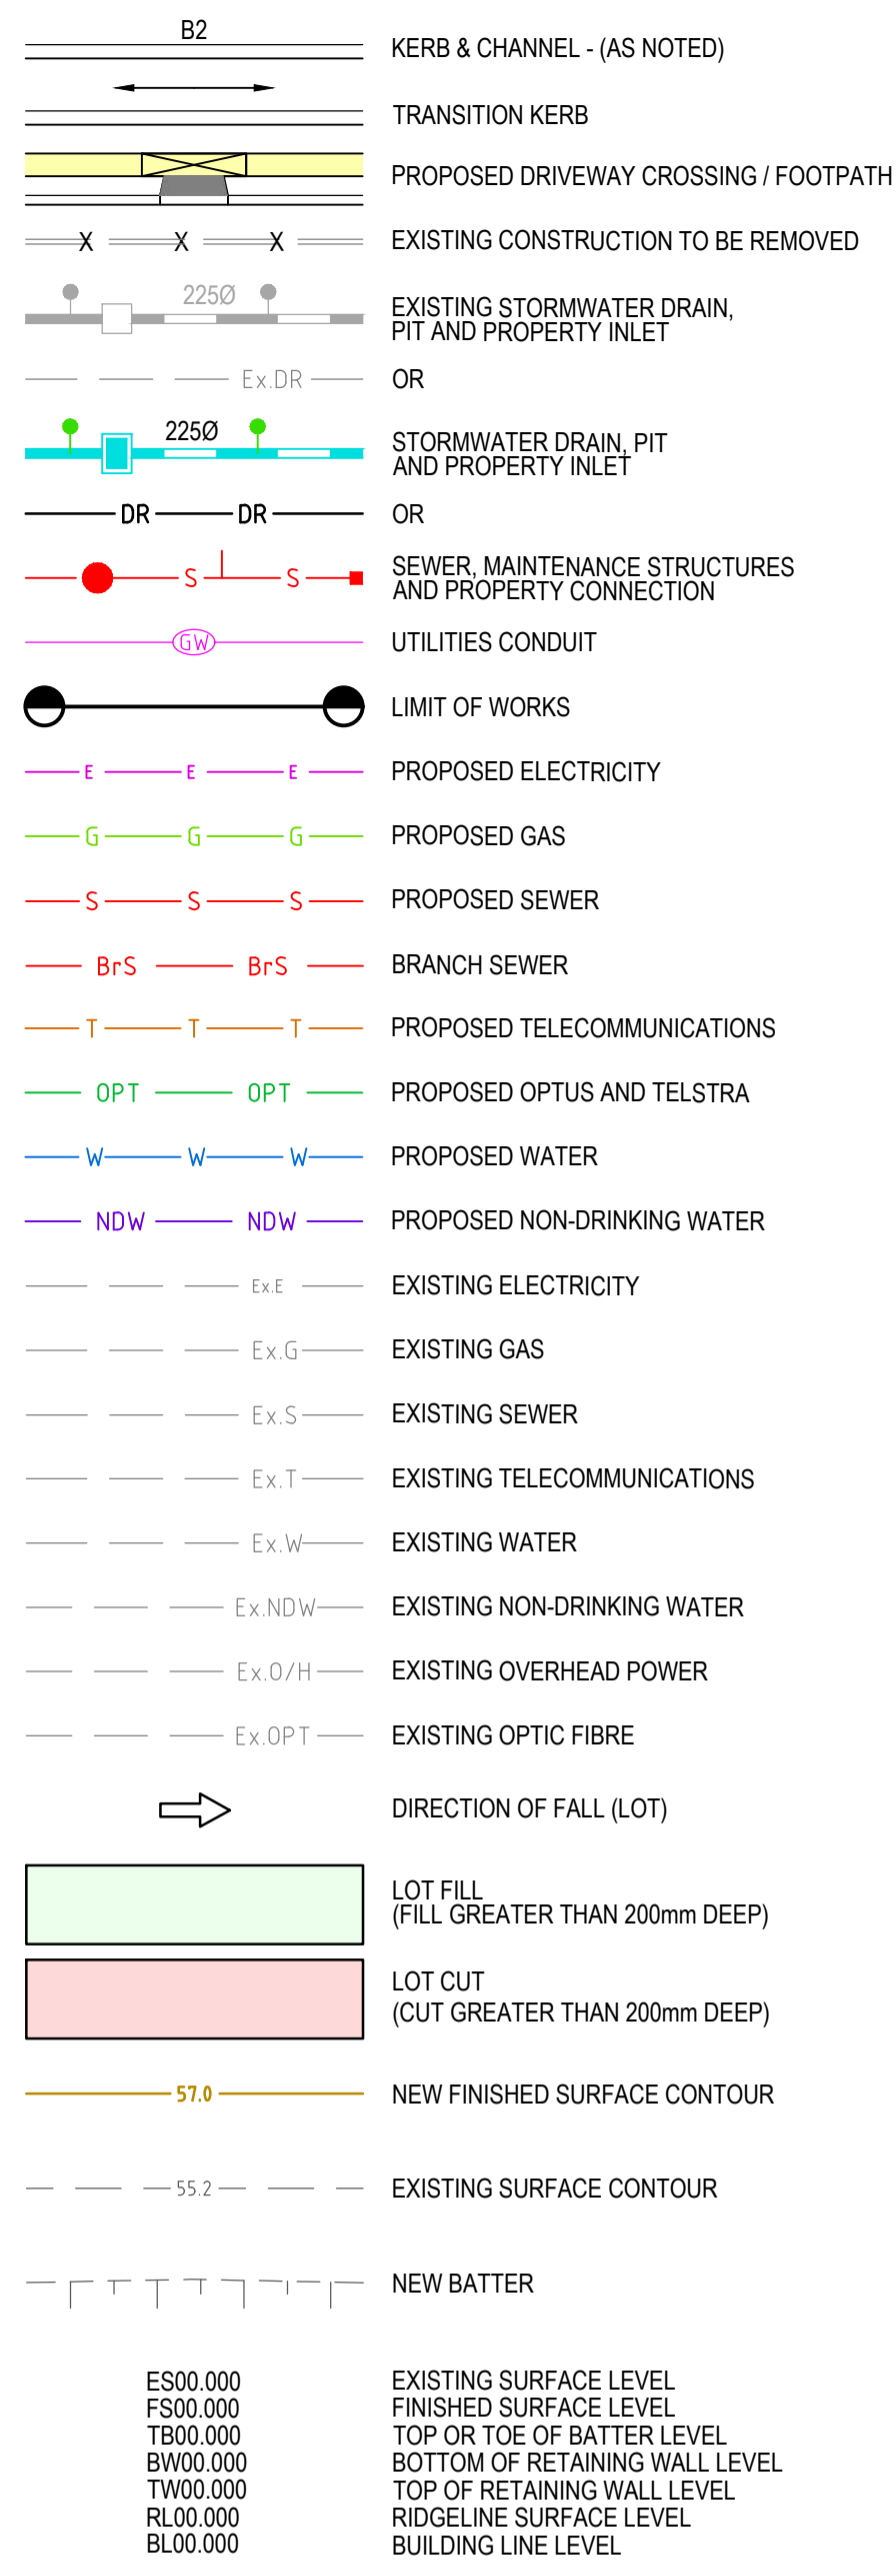 B2
KERB & CHANNEL - (AS NOTED)
TRANSITION KERB
PROPOSED DRIVEWAY CROSSING / FOOTPATH
X X X EXISTING CONSTRUCTION TO BE REMOVED
225Ø
EXISTING STORMWATER DRAIN,
PIT AND PROPERTY INLET
Ex.DR OR
225Ø
STORMWATER DRAIN, PIT
AND PROPERTY INLET
DR DR OR
SEWER, MAINTENANCE STRUCTURES
S S
AND PROPERTY CONNECTION
GW UTILITIES CONDUIT
LIMIT OF WORKS
E E E PROPOSED ELECTRICITY
G G G PROPOSED GAS
S S S PROPOSED SEWER
BrS BrS BRANCH SEWER
T T T PROPOSED TELECOMMUNICATIONS
OPT OPT PROPOSED OPTUS AND TELSTRA
W W W PROPOSED WATER
NDW NDW PROPOSED NON-DRINKING WATER
Ex.E EXISTING ELECTRICITY
Ex.G EXISTING GAS
Ex.S EXISTING SEWER
Ex.T EXISTING TELECOMMUNICATIONS
Ex.W EXISTING WATER
Ex.NDW EXISTING NON-DRINKING WATER
Ex.O/H EXISTING OVERHEAD POWER
Ex.OPT EXISTING OPTIC FIBRE
DIRECTION OF FALL (LOT)
LOT FILL
(FILL GREATER THAN 200mm DEEP)
LOT CUT
(CUT GREATER THAN 200mm DEEP)
57.0 NEW FINISHED SURFACE CONTOUR
55.2 EXISTING SURFACE CONTOUR
NEW BATTER
ES00.000 EXISTING SURFACE LEVEL
FS00.000 FINISHED SURFACE LEVEL
TB00.000 TOP OR TOE OF BATTER LEVEL
BW00.000 BOTTOM OF RETAINING WALL LEVEL
TW00.000 TOP OF RETAINING WALL LEVEL
RL00.000 RIDGELINE SURFACE LEVEL
BL00.000 BUILDING LINE LEVEL